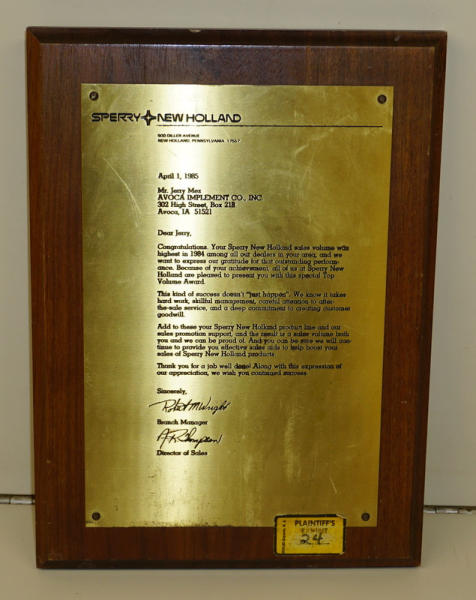 SPERRY NEW HOLLAND
500 DILLER AVENUE
NEW HOLLAND, PENNSYLVANIA 17557
April 1, 1985
Mr. Jerry Mez
AVOCA IMPLEMENT CO., INC
302 High Street, Box 218
Avoca, IA 51521
Dear Jerry,
Congratulations. Your Sperry New Holland sales volume was
highest in 1984 among all our dealers in your area, and we
want to express our gratitude for that outstanding perform-
ance. Because of your achievement, all of us at Sperry New
Holland are pleased to present you with this special Top
Volume Award.
This kind of success doesn't "just happen". We know it takes
hard work, skillful management, careful attention to after-
the-sale service, and a deep commitment to creating customer
goodwill.
Add to these your Sperry New Holland product line and our
sales promotion support, and the result is a sales volume both
you and we can be proud of. And you can be sure we will con-
tinue to provide you effective sales aids to help boost your
sales of Sperry New Holland products.
Thank you for a job well done! Along with this expression of
our appreciation, we wish you continued success.
Sincerely,
Robert M Wright
Branch Manager
Director of Sales
PLAINTIFF'S
EXHIBIT
24